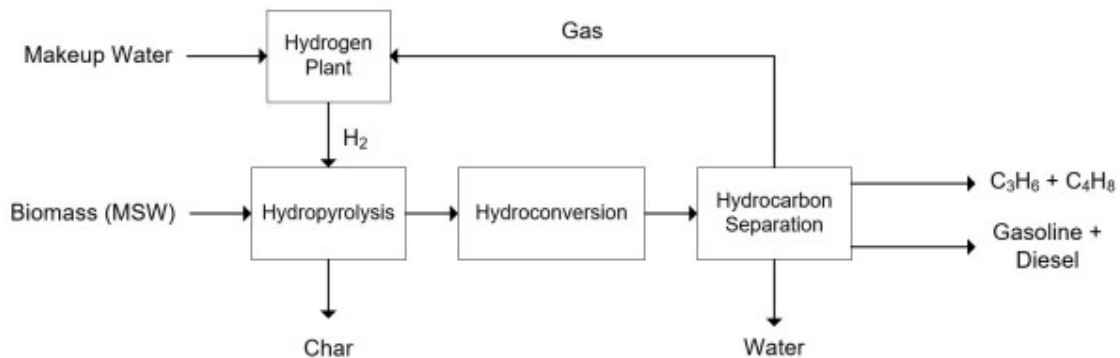 Gas
Makeup Water
Hydrogen
Plant
H₂
Biomass (MSW)
Hydropyrolysis
Hydroconversion
Hydrocarbon
Separation
C₃H₆ + C₄H₈
Gasoline +
Diesel
Char
Water